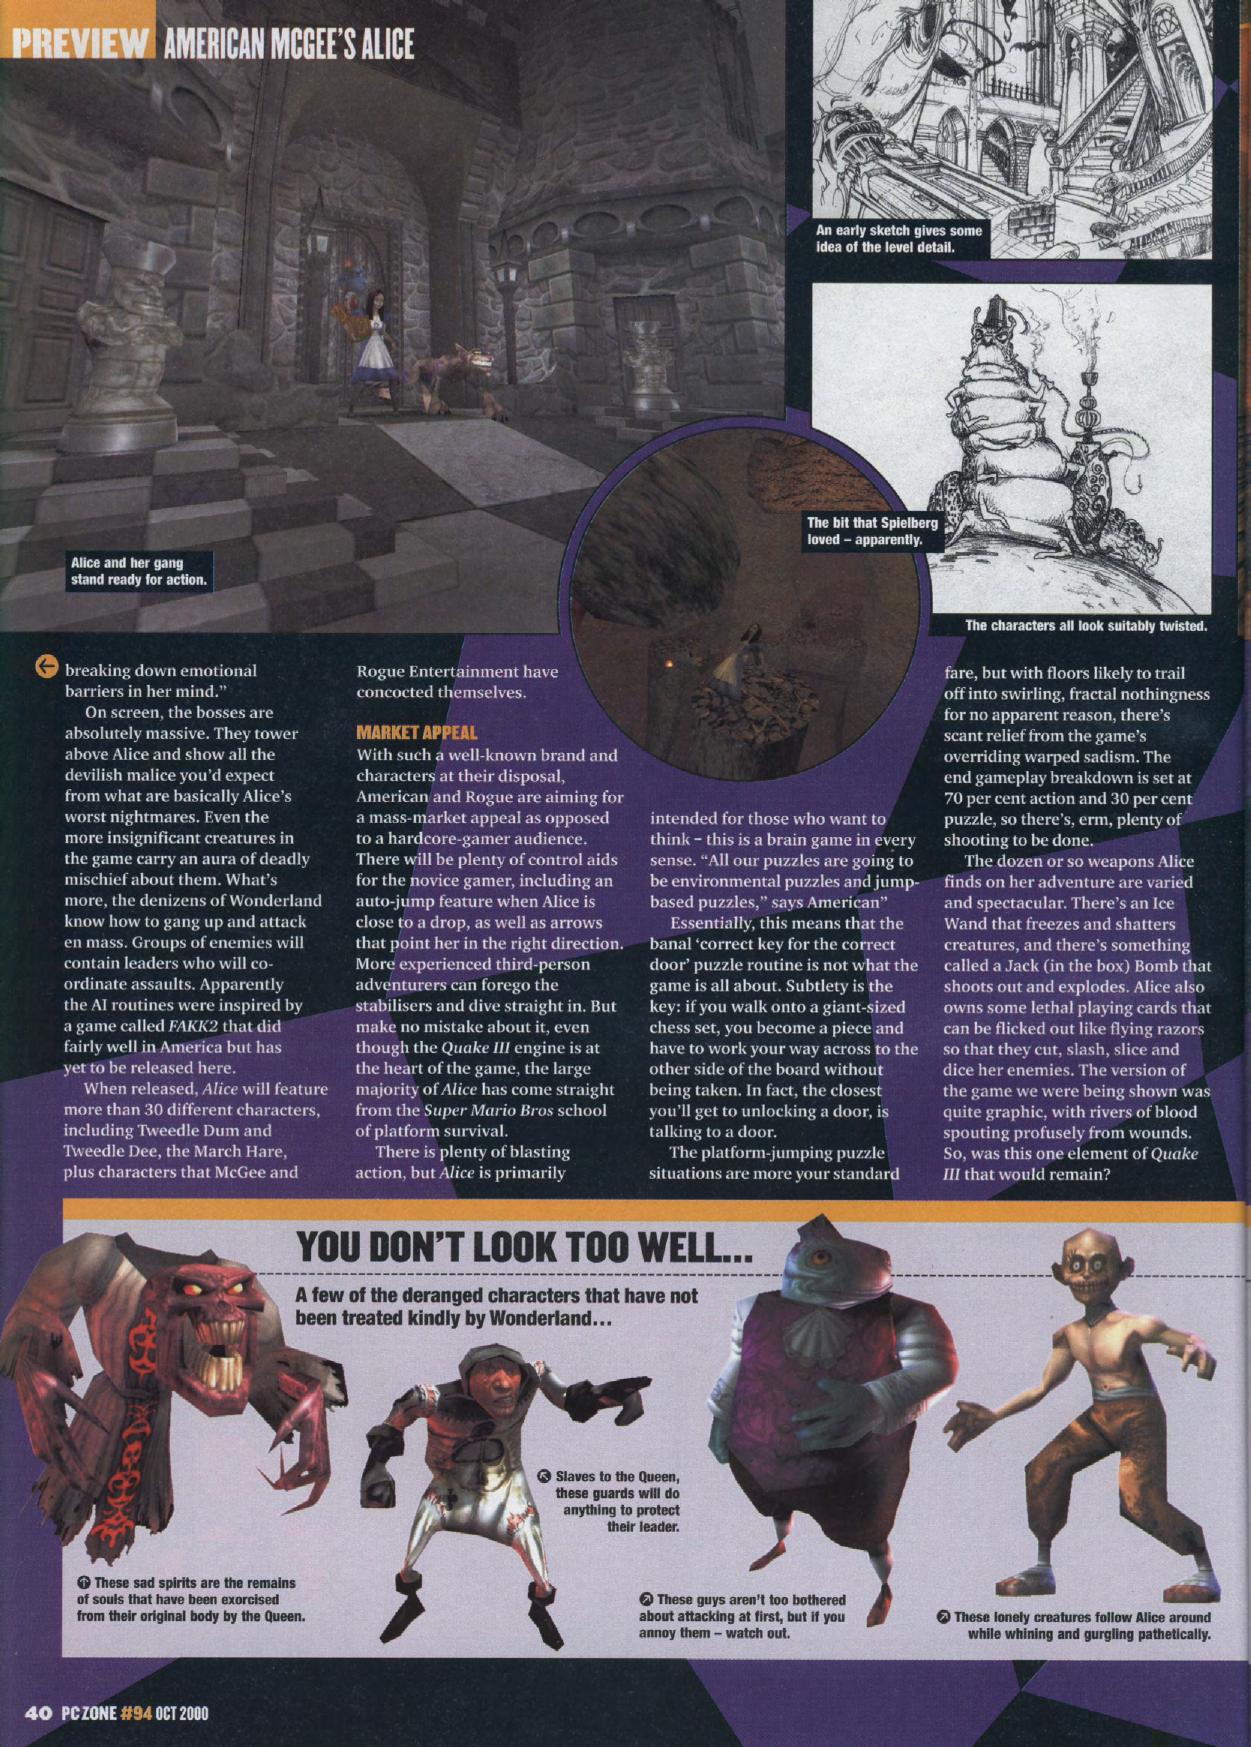 PREVIEW AMERICAN MCGEE'S ALICE
An early sketch gives some
idea of the level detail.
The bit that Spielberg
loved – apparently.
Alice and her gang
stand ready for action.
The characters all look suitably twisted.
breaking down emotional
barriers in her mind."
On screen, the bosses are
absolutely massive. They tower
above Alice and show all the
devilish malice you'd expect
from what are basically Alice's
worst nightmares. Even the
more insignificant creatures in
the game carry an aura of deadly
mischief about them. What's
more, the denizens of Wonderland
know how to gang up and attack
en mass. Groups of enemies will
contain leaders who will co-
ordinate assaults. Apparently
the AI routines were inspired by
a game called FAKK2 that did
fairly well in America but has
yet to be released here.
When released, Alice will feature
more than 30 different characters,
including Tweedle Dum and
Tweedle Dee, the March Hare,
plus characters that McGee and
Rogue Entertainment have
concocted themselves.
MARKET APPEAL
With such a well-known brand and
characters at their disposal,
American and Rogue are aiming for
a mass-market appeal as opposed
to a hardcore-gamer audience.
There will be plenty of control aids
for the novice gamer, including an
auto-jump feature when Alice is
close to a drop, as well as arrows
that point her in the right direction.
More experienced third-person
adventurers can forego the
stabilisers and dive straight in. But
make no mistake about it, even
though the Quake III engine is at
the heart of the game, the large
majority of Alice has come straight
from the Super Mario Bros school
of platform survival.
There is plenty of blasting
action, but Alice is primarily
intended for those who want to
think – this is a brain game in every
sense. "All our puzzles are going to
be environmental puzzles and jump-
based puzzles," says American"
Essentially, this means that the
banal 'correct key for the correct
door' puzzle routine is not what the
game is all about. Subtlety is the
key: if you walk onto a giant-sized
chess set, you become a piece and
have to work your way across to the
other side of the board without
being taken. In fact, the closest
you'll get to unlocking a door, is
talking to a door.
The platform-jumping puzzle
situations are more your standard
fare, but with floors likely to trail
off into swirling, fractal nothingness
for no apparent reason, there's
scant relief from the game's
overriding warped sadism. The
end gameplay breakdown is set at
70 per cent action and 30 per cent
puzzle, so there's, erm, plenty of
shooting to be done.
The dozen or so weapons Alice
finds on her adventure are varied
and spectacular. There's an Ice
Wand that freezes and shatters
creatures, and there's something
called a Jack (in the box) Bomb that
shoots out and explodes. Alice also
owns some lethal playing cards that
can be flicked out like flying razors
so that they cut, slash, slice and
dice her enemies. The version of
the game we were being shown was
quite graphic, with rivers of blood
spouting profusely from wounds.
So, was this one element of Quake
III that would remain?
YOU DON'T LOOK TOO WELL...
A few of the deranged characters that have not
been treated kindly by Wonderland...
Slaves to the Queen,
these guards will do
anything to protect
their leader.
These sad spirits are the remains
of souls that have been exorcised
from their original body by the Queen.
These guys aren't too bothered
about attacking at first, but if you
annoy them – watch out.
These lonely creatures follow Alice around
while whining and gurgling pathetically.
40 PC ZONE #94 OCT 2000